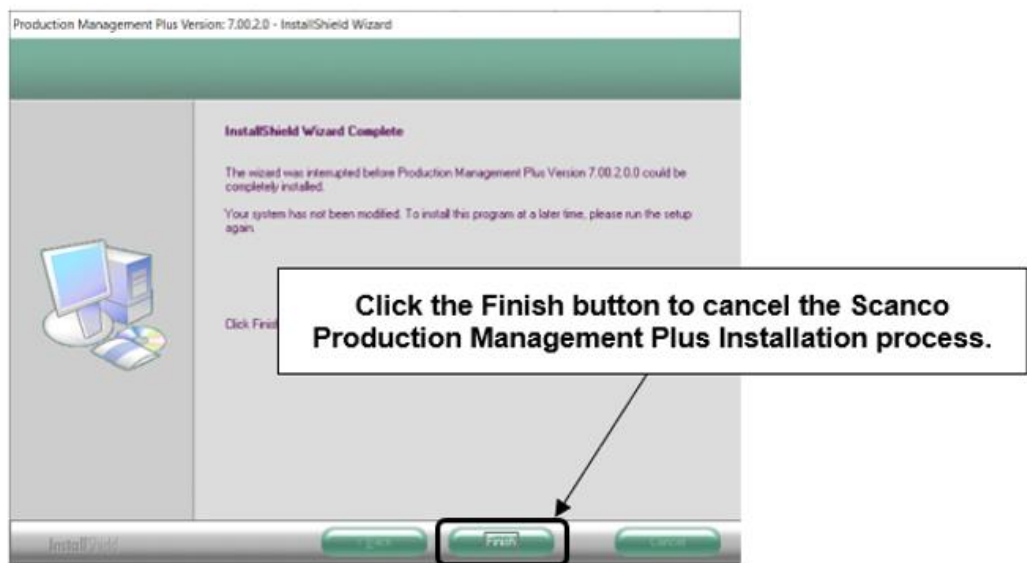 Production Management Plus Version: 7.00.2.0 - InstallShield Wizard
InstallShield Wizard Complete
The wizard was interrupted before Production Management Plus Version 7.00.2.0.0 could be
completely installed.
Your system has not been modified. To install this program at a later time, please run the setup
again.
Click the Finish button to cancel the Scanco
Production Management Plus Installation process.
Click Finish
InstallShield
< Back
Finish
Cancel